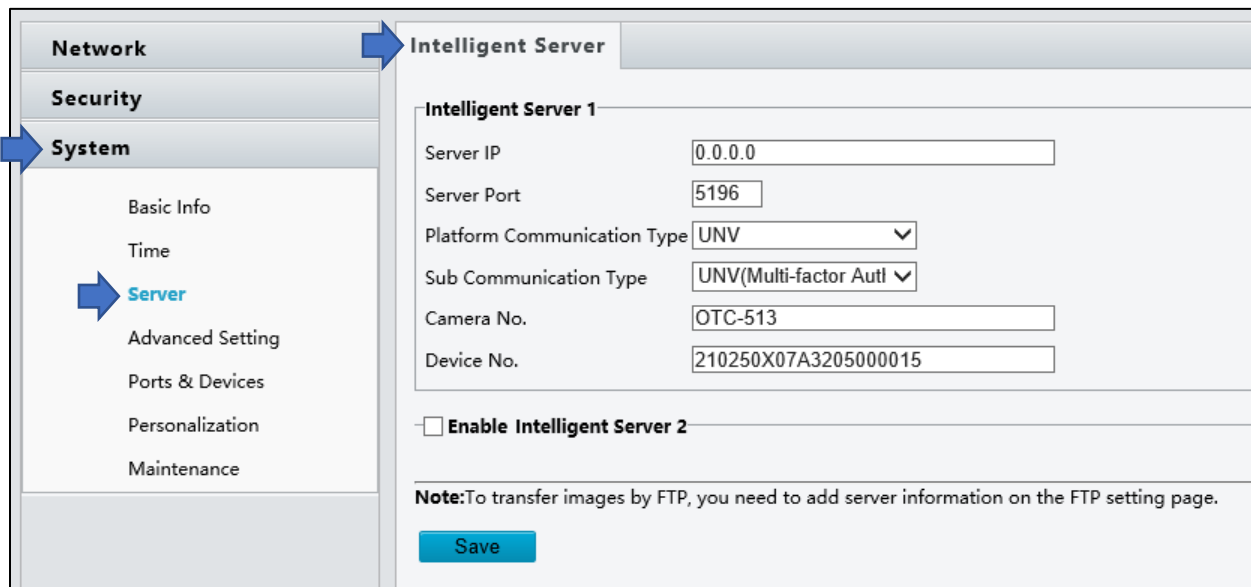 Network
Security
System
Basic Info
Time
Server
Advanced Setting
Ports & Devices
Personalization
Maintenance
Intelligent Server
Intelligent Server 1
Server IP 0.0.0.0
Server Port 5196
Platform Communication Type UNV
Sub Communication Type UNV(Multi-factor Auth
Camera No. OTC-513
Device No. 210250X07A3205000015
Enable Intelligent Server 2
Note:To transfer images by FTP, you need to add server information on the FTP setting page.
Save